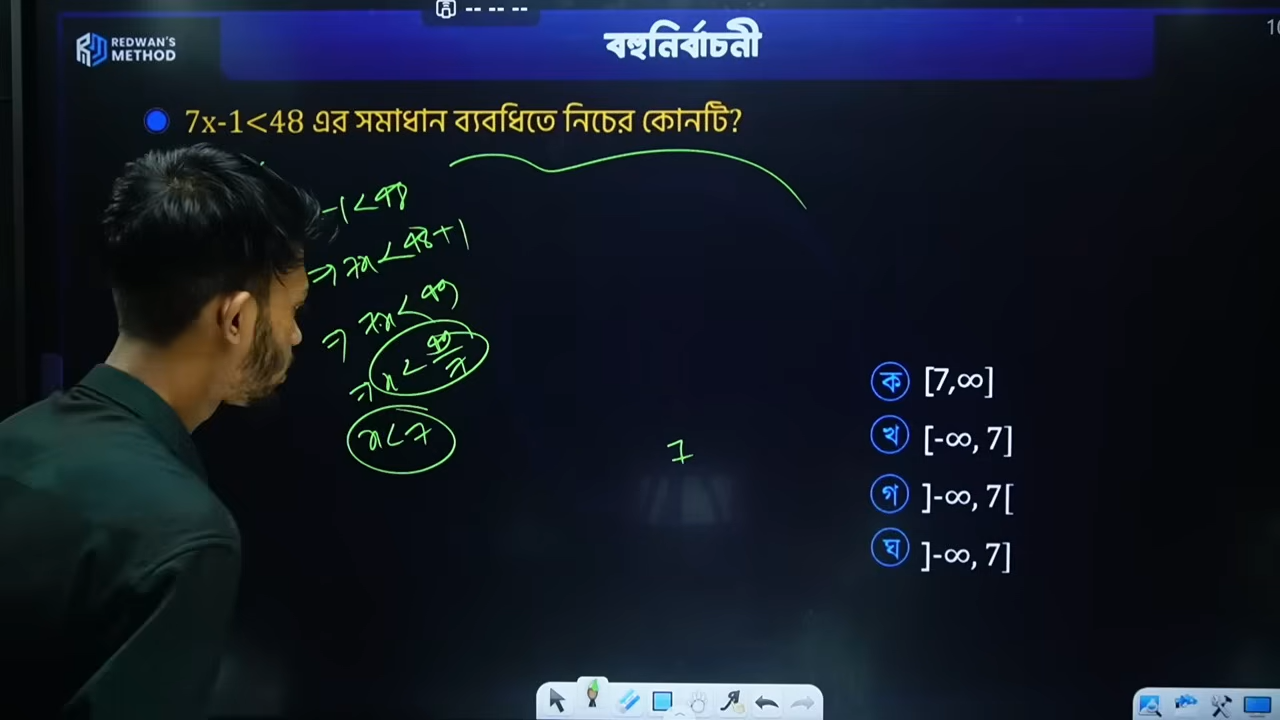 REDWAN'S
METHOD
বহুনির্বাচনী
7x-1<48 এর সমাধান ব্যবধিতে নিচের কোনটি?
-1<48
⇒ 7x<48+1
⇒ 7x<49
⇒ x<49/7
x<7
7
ক [7,∞]
খ [-∞, 7]
গ ]-∞, 7[
ঘ ]-∞, 7]